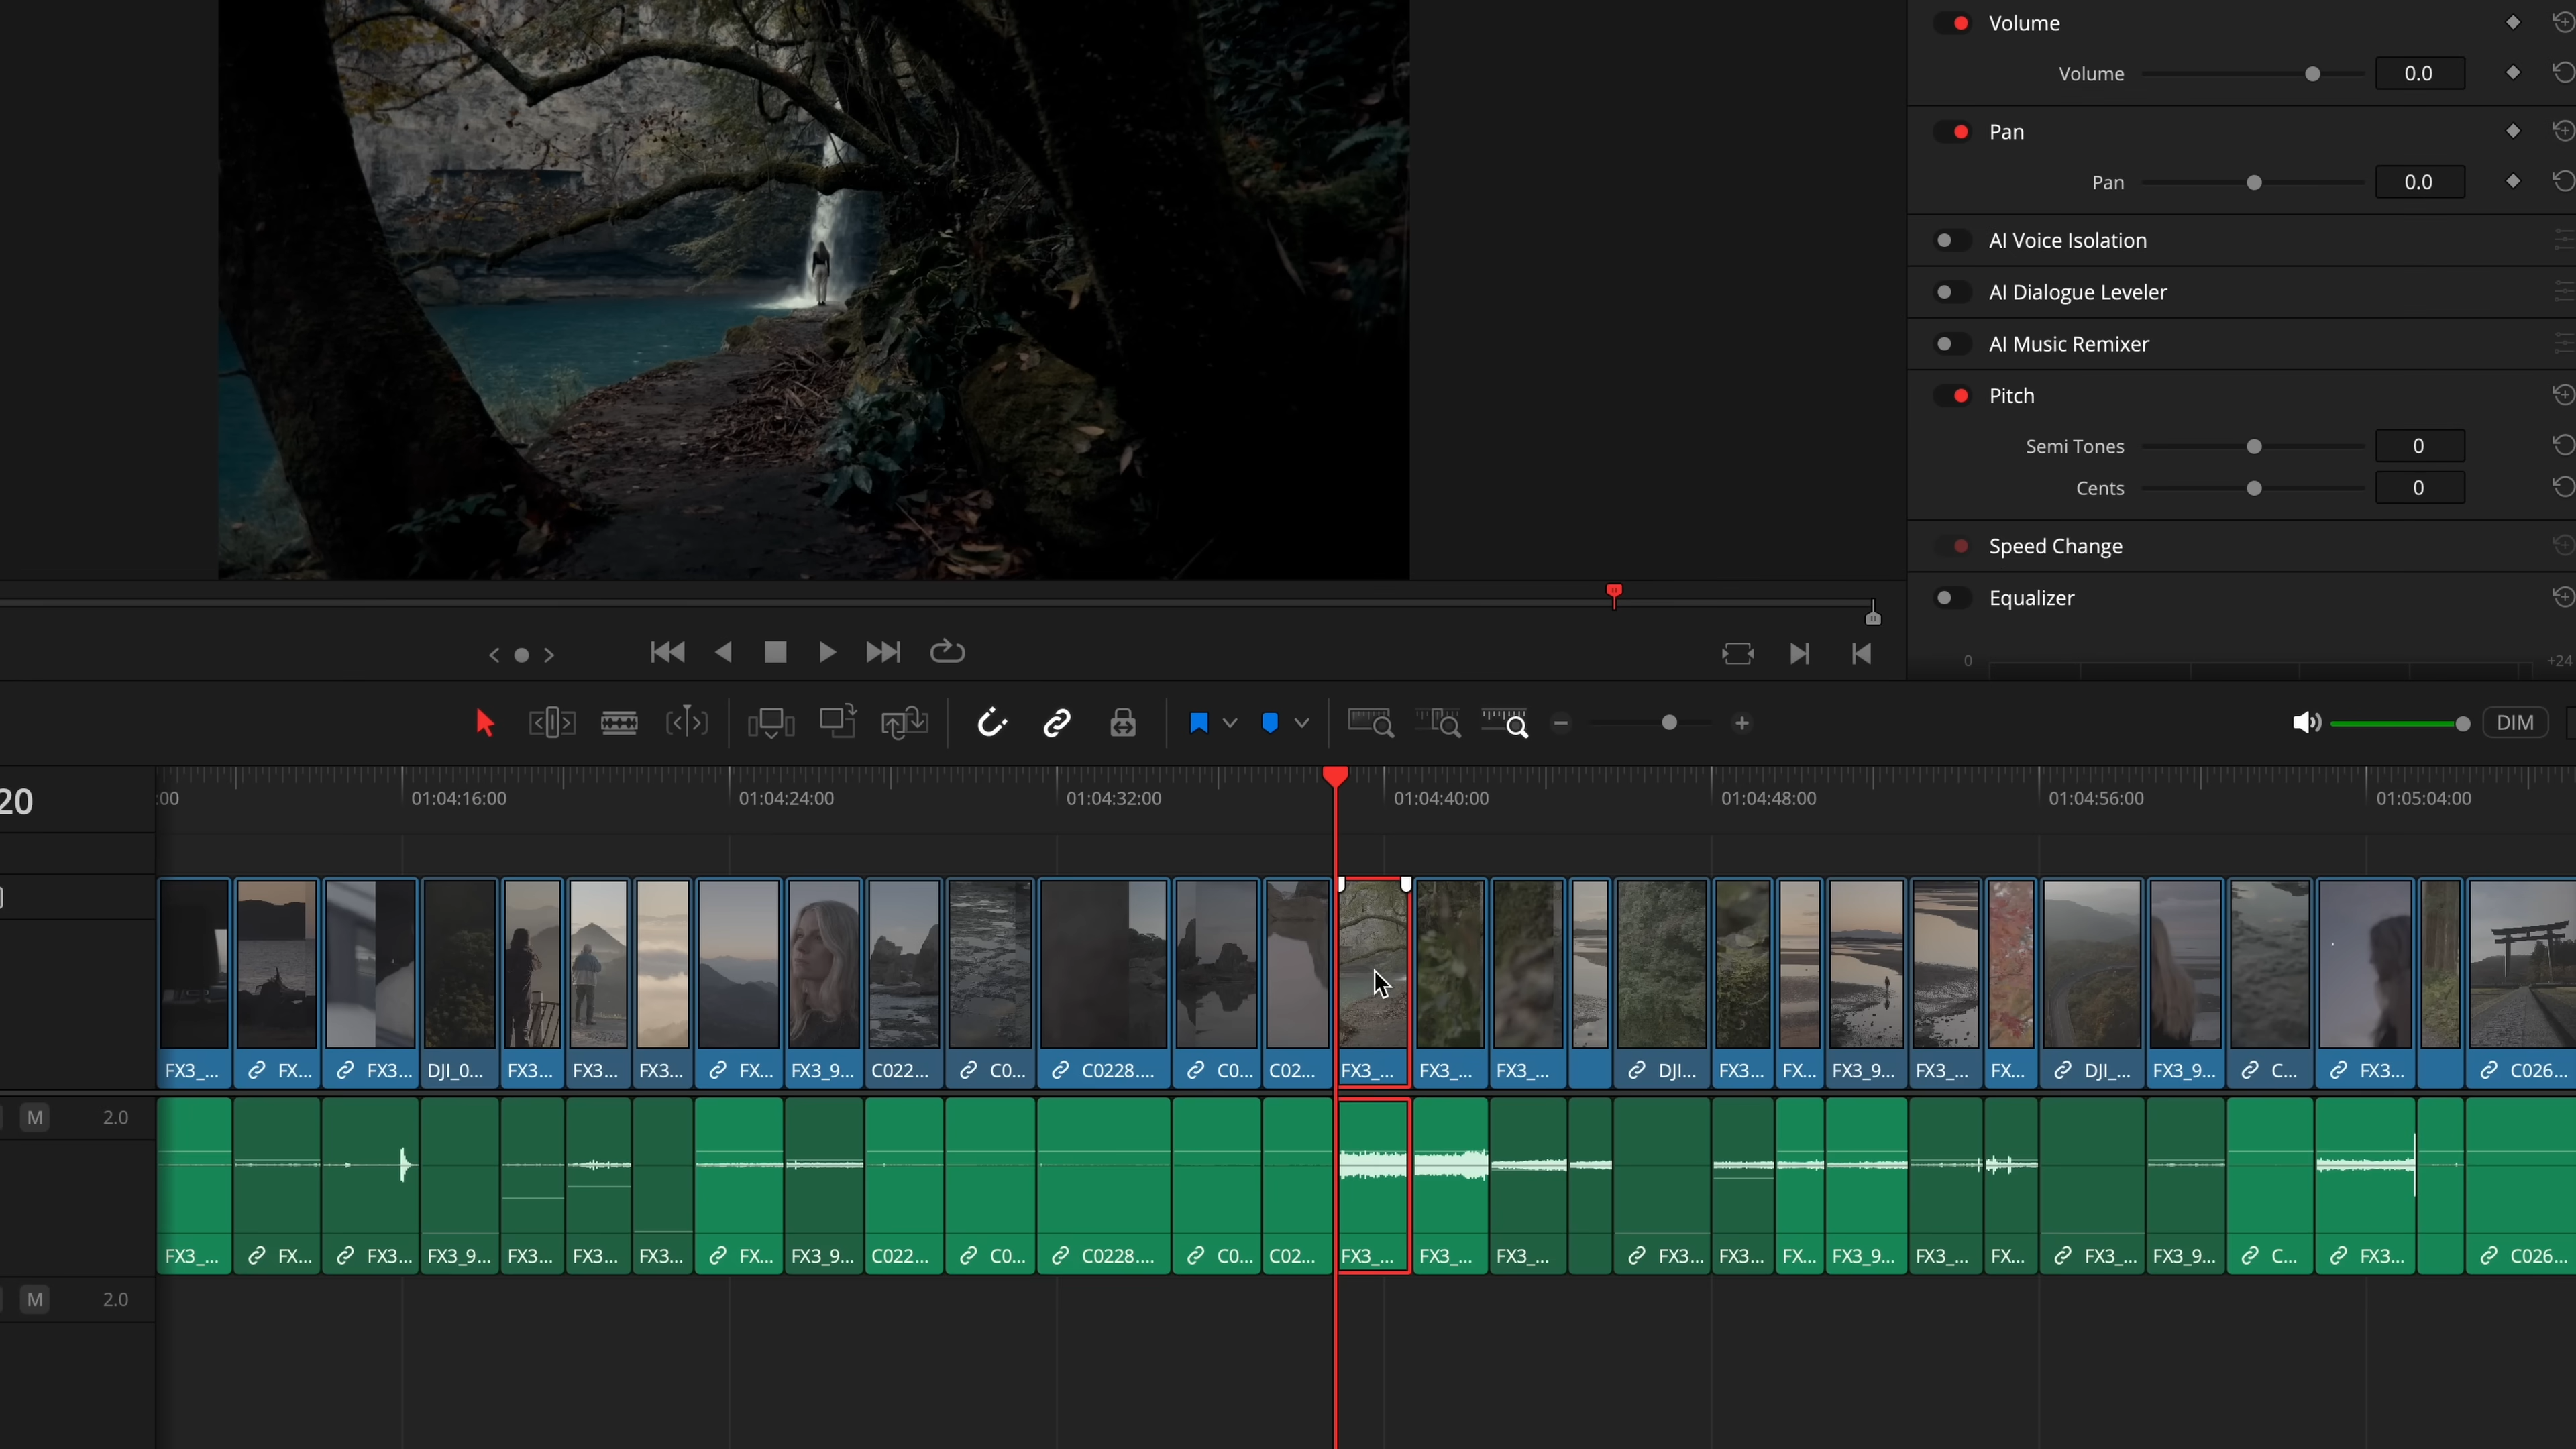 Volume
Volume 0.0
Pan
Pan 0.0
AI Voice Isolation
AI Dialogue Leveler
AI Music Remixer
Pitch
Semi Tones 0
Cents 0
Speed Change
Equalizer
0 +24
DIM
20
:00 01:04:16:00 01:04:24:00 01:04:32:00 01:04:40:00 01:04:48:00 01:04:56:00 01:05:04:00
FX3_... FX... FX3... DJI_0... FX3... FX3... FX3... FX... FX3_9... C022... C0... C0228.... C0... C02... FX3_... FX3_... FX3_... DJI... FX3... FX... FX3_9... FX3_... FX... DJI_... FX3_9... C... FX3... C026...
M 2.0
FX3_... FX... FX3... FX3_9... FX3... FX3... FX3... FX... FX3_9... C022... C0... C0228.... C0... C02... FX3_... FX3_... FX3_... FX3... FX3... FX... FX3_9... FX3_... FX... FX3_... FX3_9... C... FX3... C026...
M 2.0